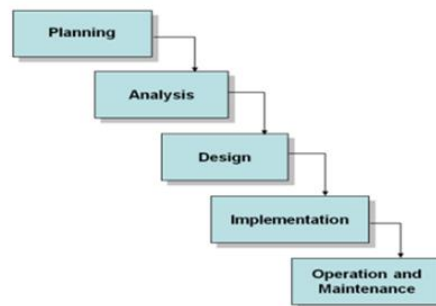 Planning
Analysis
Design
Implementation
Operation and
Maintenance